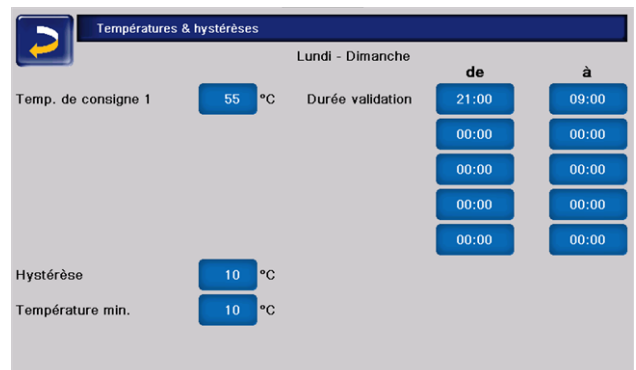 Températures & hystérèses
Lundi - Dimanche
de à
Temp. de consigne 1 55 °C Durée validation 21:00 09:00
00:00 00:00
00:00 00:00
00:00 00:00
00:00 00:00
Hystérèse 10 °C
Température min. 10 °C